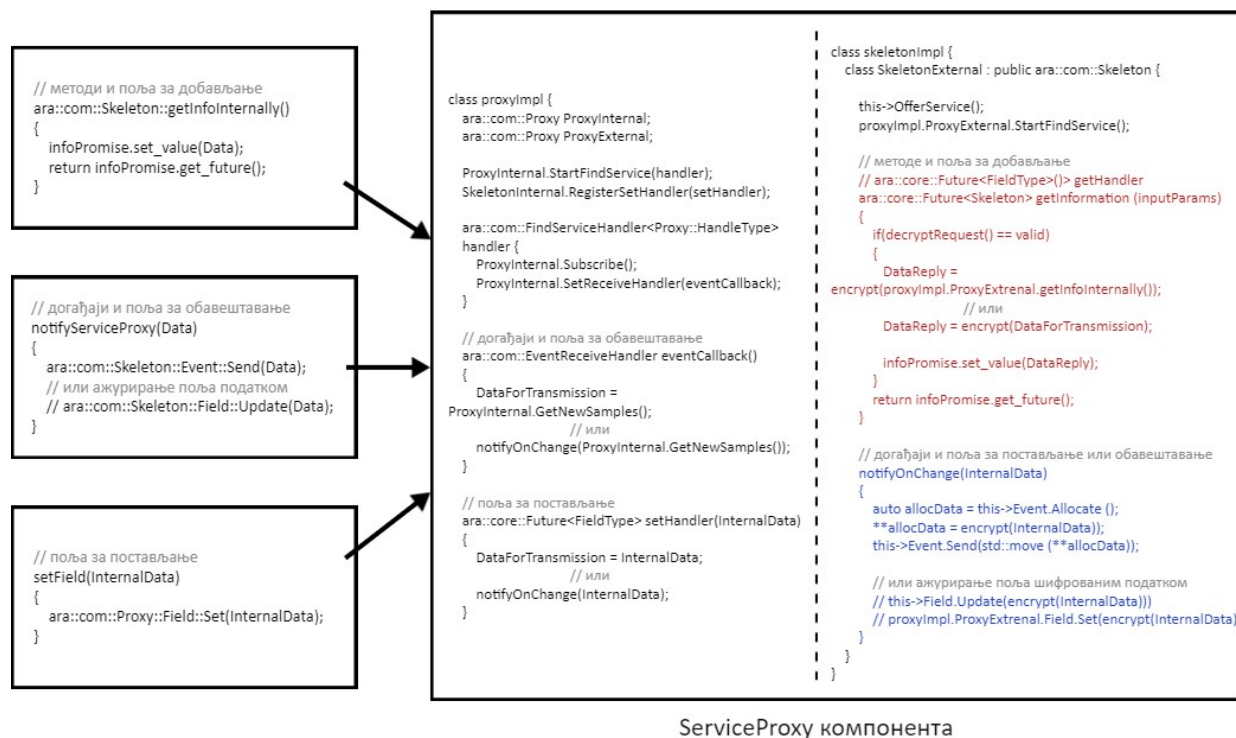 // методи и поља за добављање
ara::com::Skeleton::getInfoInternally()
{
infoPromise.set_value(Data);
return infoPromise.get_future();
}
// догађаји и поља за обавештавање
notifyServiceProxy(Data)
{
ara::com::Skeleton::Event::Send(Data);
// или ажурирање поља податком
// ara::com::Skeleton::Field::Update(Data);
}
// поља за постављање
setField(InternalData)
{
ara::com::Proxy::Field::Set(InternalData);
}
class proxyImpl {
ara::com::Proxy ProxyInternal;
ara::com::Proxy ProxyExternal;
ProxyInternal.StartFindService(handler);
SkeletonInternal.RegisterSetHandler(setHandler);
ara::com::FindServiceHandler<Proxy::HandleType>
handler {
ProxyInternal.Subscribe();
ProxyInternal.SetReceiveHandler(eventCallback);
}
// догађаји и поља за обавештавање
ara::com::EventReceiveHandler eventCallback()
{
DataForTransmission =
ProxyInternal.GetNewSamples();
// или
notifyOnChange(ProxyInternal.GetNewSamples());
}
// поља за постављање
ara::core::Future<FieldType> setHandler(InternalData)
{
DataForTransmission = InternalData;
// или
notifyOnChange(InternalData);
}
class skeletonImpl {
class SkeletonExternal : public ara::com::Skeleton {
this->OfferService();
proxyImpl.ProxyExternal.StartFindService();
// методе и поља за добављање
// ara::core::Future<FieldType>()> getHandler
ara::core::Future<Skeleton> getInformation (inputParams)
{
if(decryptRequest() == valid)
{
DataReply =
encrypt(proxyImpl.ProxyExtrenal.getInfoInternally());
// или
DataReply = encrypt(DataForTransmission);
infoPromise.set_value(DataReply);
}
return infoPromise.get_future();
}
// догађаји и поља за постављање или обавештавање
notifyOnChange(InternalData)
{
auto allocData = this->Event.Allocate ();
**allocData = encrypt(InternalData));
this->Event.Send(std::move (**allocData));
// или ажурирање поља шифрованим податком
// this->Field.Update(encrypt(InternalData)))
// proxyImpl.ProxyExtrenal.Field.Set(encrypt(InternalData)
}
}
}
ServiceProxy компонента